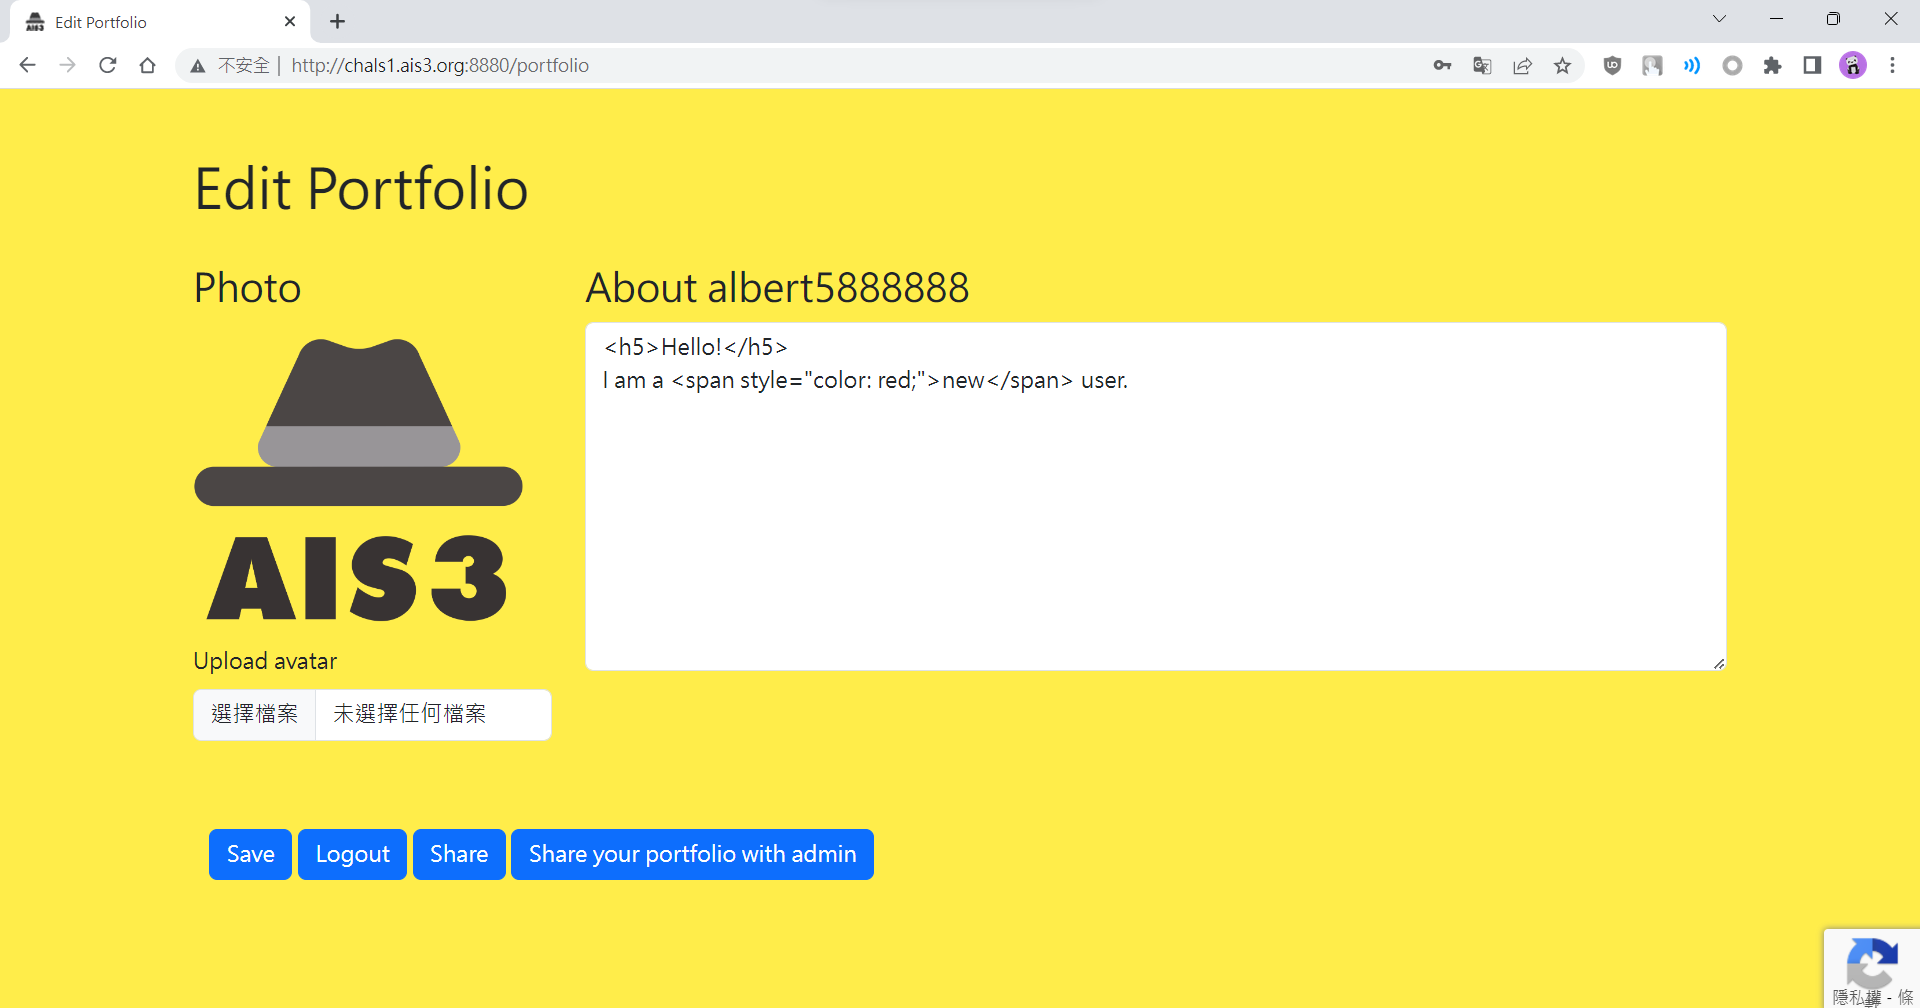 Edit Portfolio
不安全 | http://chals1.ais3.org:8880/portfolio
Edit Portfolio
Photo
About albert5888888
<h5>Hello!</h5>
I am a <span style="color: red;">new</span> user.
AIS3
Upload avatar
選擇檔案 未選擇任何檔案
Save Logout Share Share your portfolio with admin
隱私權 - 條